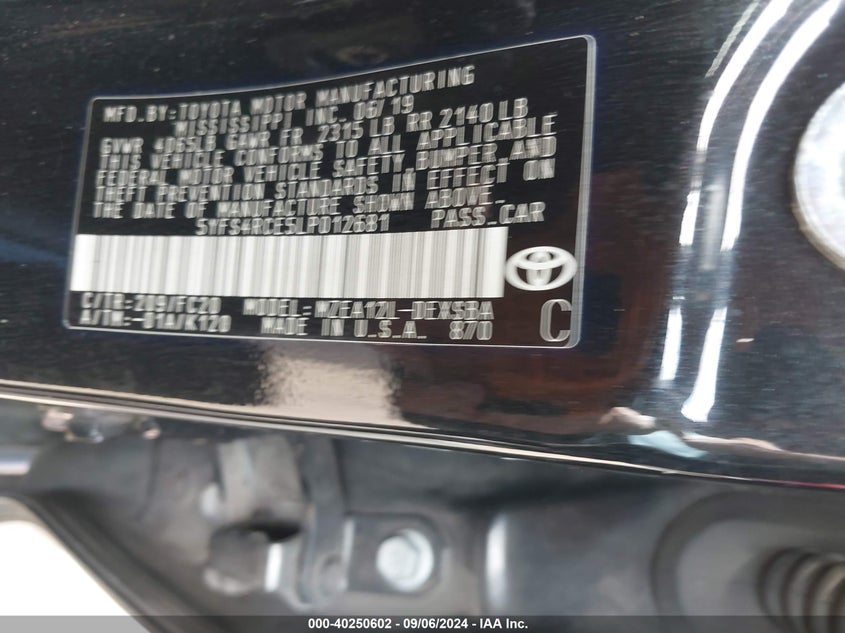 MFD. BY: TOYOTA MOTOR MANUFACTURING
MISSISSIPPI, INC. 06/19
GVWR 4065LB GAWR FR 2315 LB RR 2140 LB
THIS VEHICLE CONFORMS TO ALL APPLICABLE
FEDERAL MOTOR VEHICLE SAFETY, BUMPER AND
THEFT PREVENTION STANDARDS IN EFFECT ON
THE DATE OF MANUFACTURE SHOWN ABOVE.
5YFS4RCE5LP012681 PASS. CAR
C/TR: 209/FC20 MODEL: MZEA12L-DEXSBA
A/TM: -01A/K120 MADE IN U.S.A. 870
C
000-40250602 - 09/06/2024 - IAA Inc.